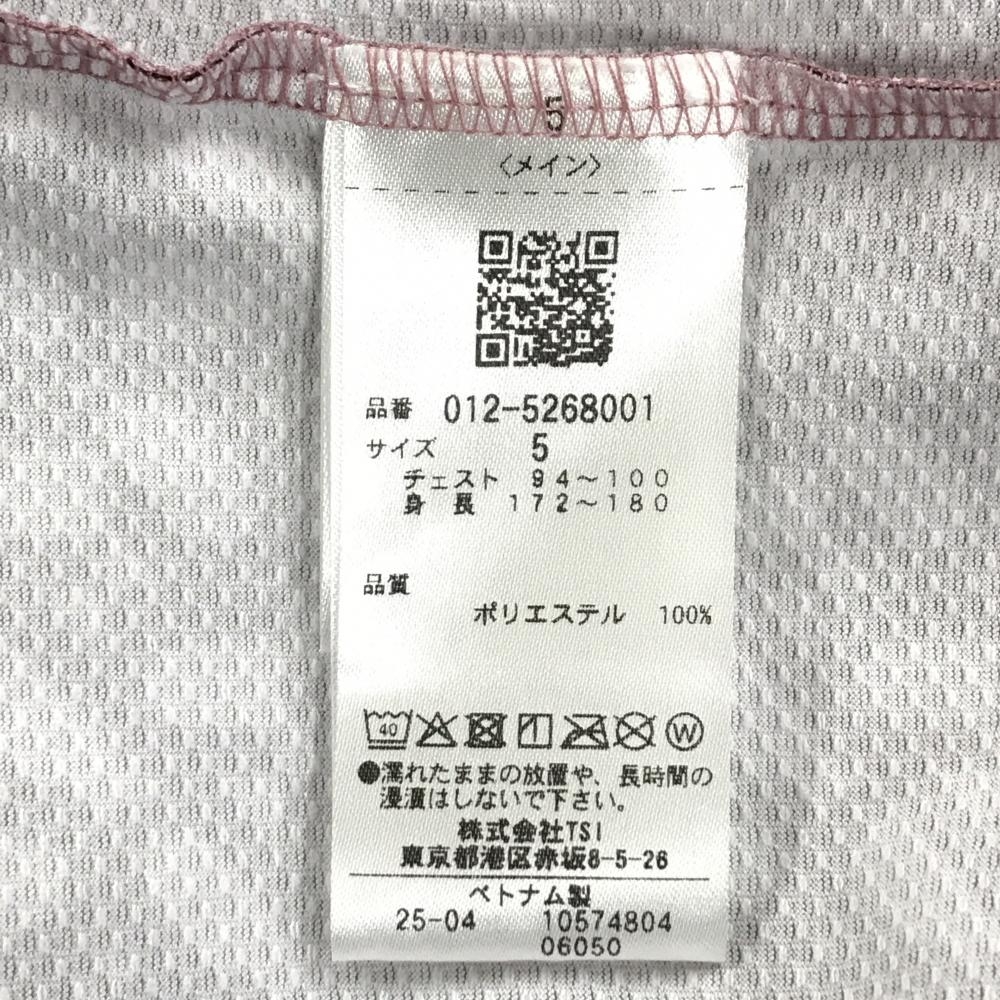 5
〈メイン〉
品番 012-5268001
サイズ 5
チェスト 94～100
身長 172～180
品質
ポリエステル 100%
40 W
●濡れたままの放置や、長時間の
浸漬はしないで下さい。
株式会社TSI
東京都港区赤坂8-5-26
ベトナム製
25-04 10574804
06050